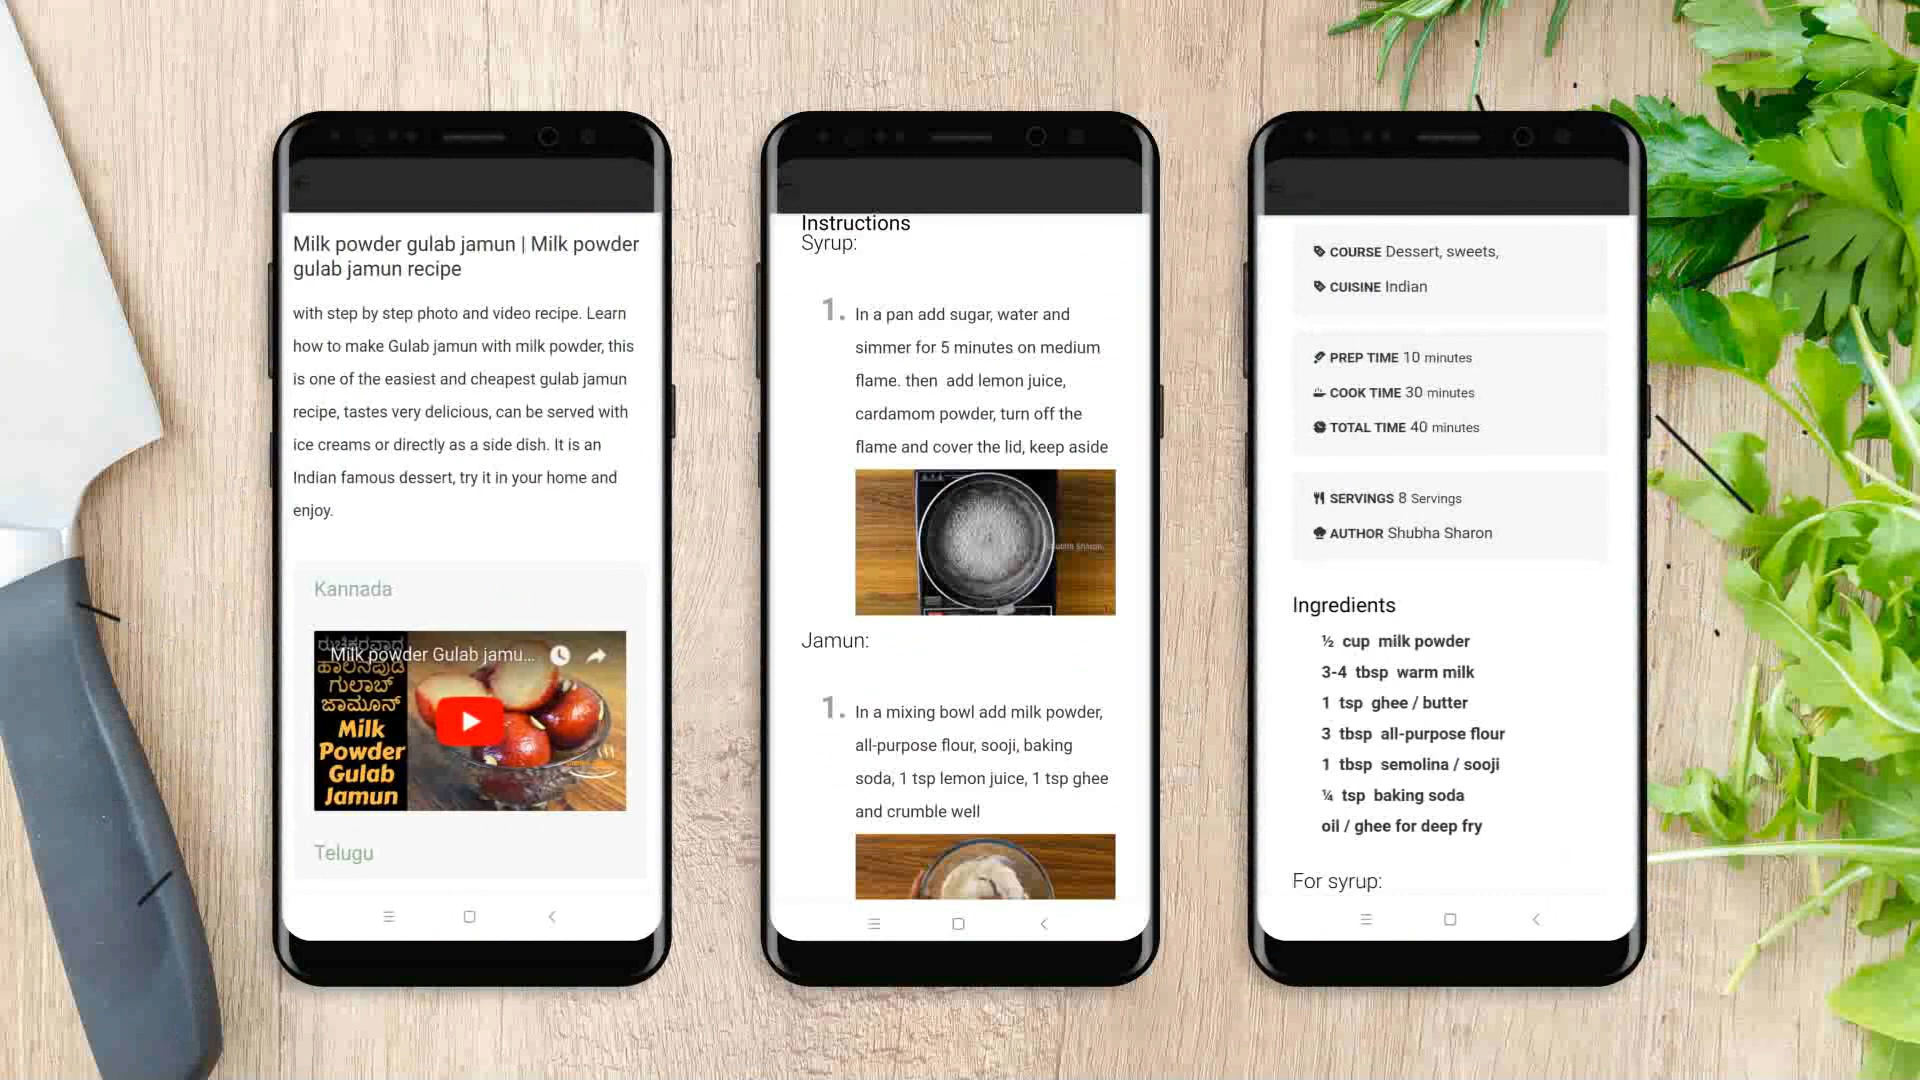 Milk powder gulab jamun | Milk powder
gulab jamun recipe
with step by step photo and video recipe. Learn
how to make Gulab jamun with milk powder, this
is one of the easiest and cheapest gulab jamun
recipe, tastes very delicious, can be served with
ice creams or directly as a side dish. It is an
Indian famous dessert, try it in your home and
enjoy.
Kannada
Milk powder Gulab jamu...
ರುಚಿಕರವಾದ
ಹಾಲಿನಪುಡಿ
ಗುಲಾಬ್
ಜಾಮೂನ್
Milk
Powder
Gulab
Jamun
Telugu
Instructions
Syrup:
1. In a pan add sugar, water and
simmer for 5 minutes on medium
flame. then  add lemon juice,
cardamom powder, turn off the
flame and cover the lid, keep aside
Shubha Sharon
Jamun:
1. In a mixing bowl add milk powder,
all-purpose flour, sooji, baking
soda, 1 tsp lemon juice, 1 tsp ghee
and crumble well
COURSE Dessert, sweets,
CUISINE Indian
PREP TIME 10 minutes
COOK TIME 30 minutes
TOTAL TIME 40 minutes
SERVINGS 8 Servings
AUTHOR Shubha Sharon
Ingredients
½ cup milk powder
3-4 tbsp warm milk
1 tsp ghee / butter
3 tbsp all-purpose flour
1 tbsp semolina / sooji
¼ tsp baking soda
oil / ghee for deep fry
For syrup: